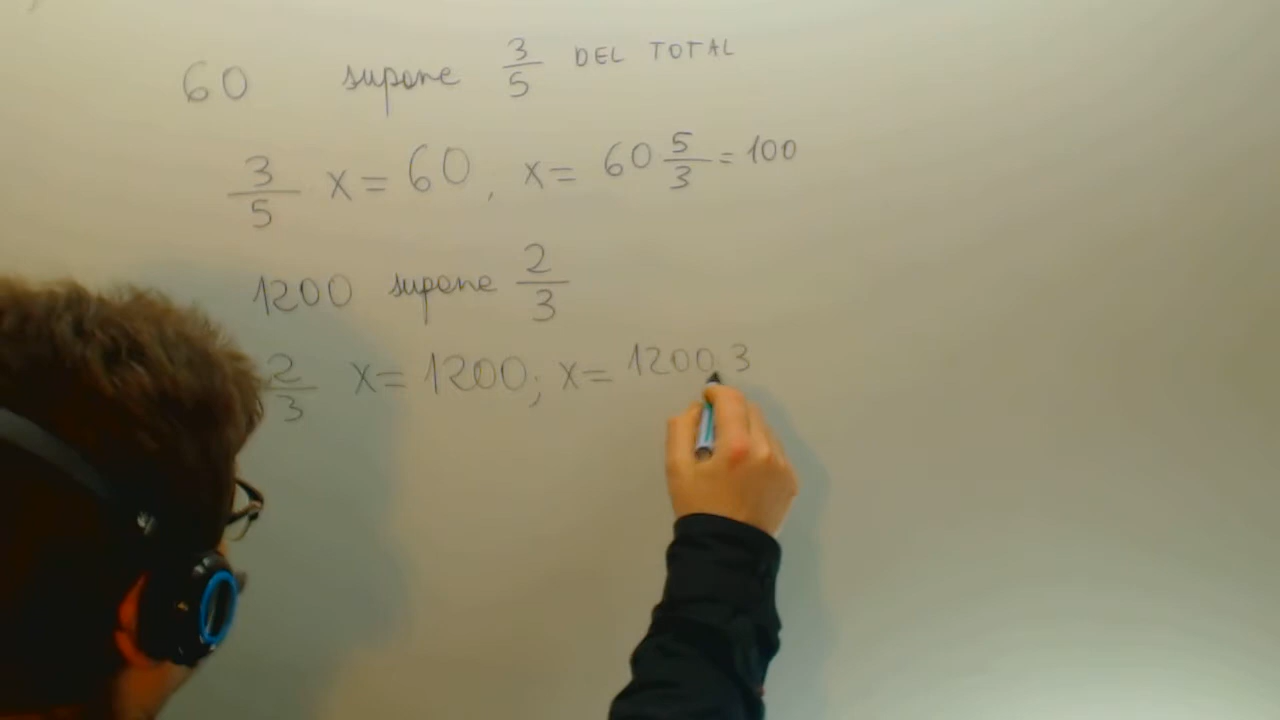 60 supone 3/5 DEL TOTAL
3/5 x = 60, x = 60 5/3 = 100
1200 supone 2/3
2/3 x = 1200; x = 1200.3